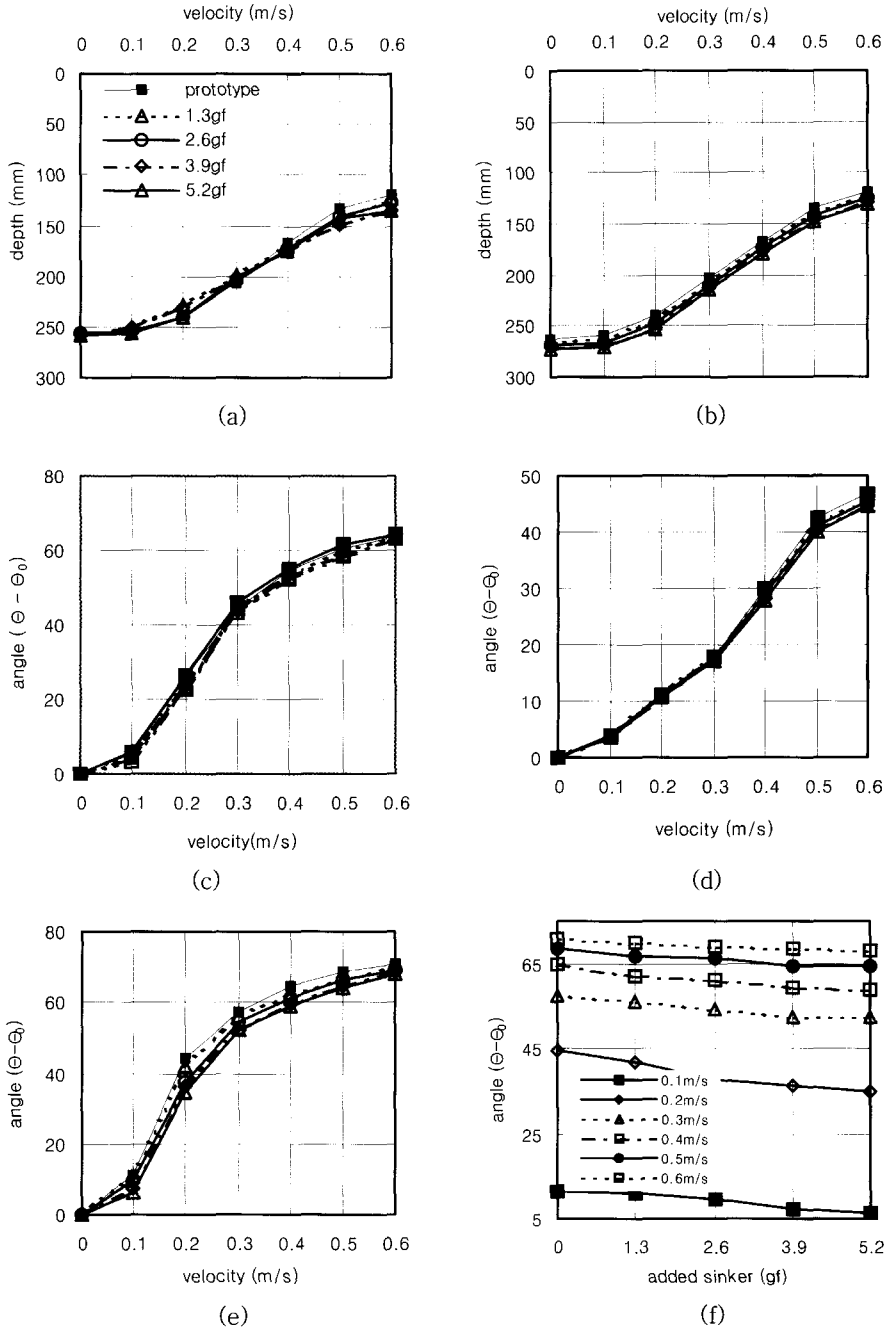 velocity (m/s)
0 0.1 0.2 0.3 0.4 0.5 0.6
0
50
100
150
200
250
300
depth (mm)
prototype
1.3gf
2.6gf
3.9gf
5.2gf
(a)
velocity (m/s)
0 0.1 0.2 0.3 0.4 0.5 0.6
0
50
100
150
200
250
300
depth (mm)
(b)
80
60
40
20
0
angle ( Θ - Θ0)
0 0.1 0.2 0.3 0.4 0.5 0.6
velocity(m/s)
(c)
50
40
30
20
10
0
angle (Θ-Θ0)
0 0.1 0.2 0.3 0.4 0.5 0.6
velocity (m/s)
(d)
80
60
40
20
0
angle (Θ-Θ0)
0 0.1 0.2 0.3 0.4 0.5 0.6
velocity (m/s)
(e)
65
45
25
5
angle (Θ-Θ0)
0.1m/s
0.2m/s
0.3m/s
0.4m/s
0.5m/s
0.6m/s
0 1.3 2.6 3.9 5.2
added sinker (gf)
(f)